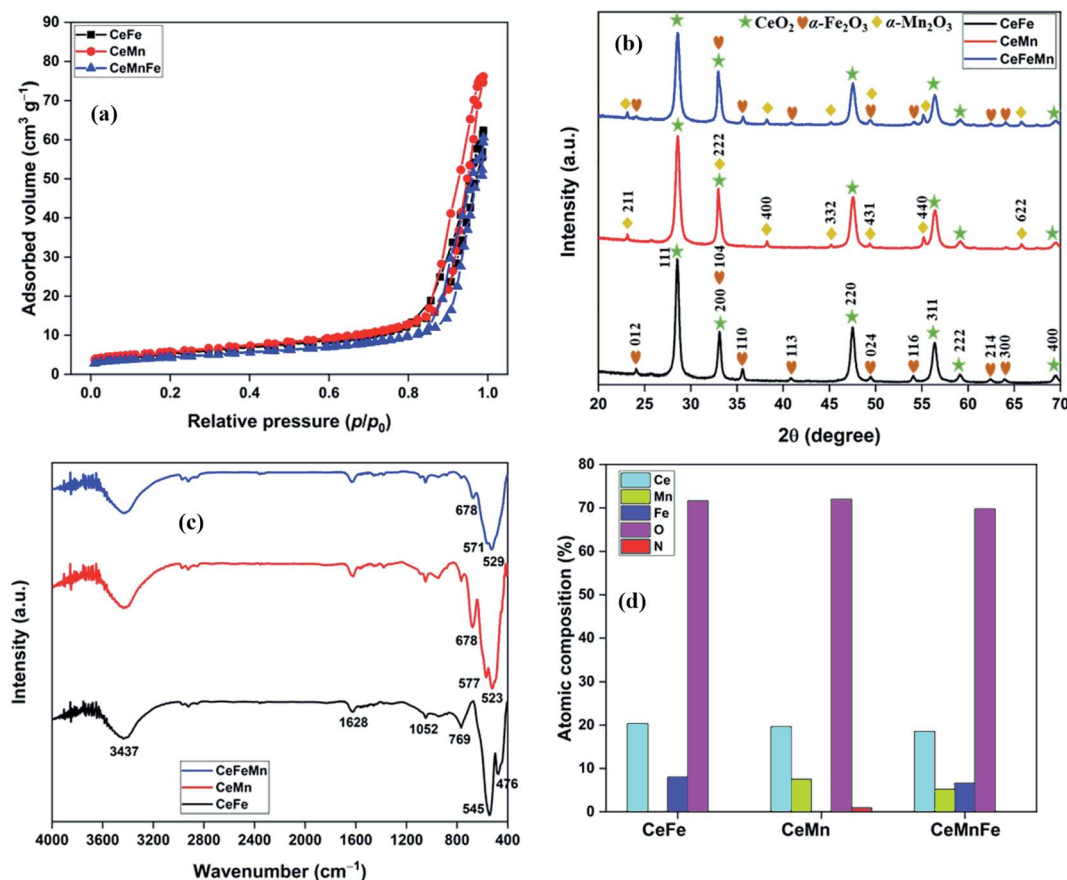 (a)
CeFe
CeMn
CeMnFe
Adsorbed volume (cm³ g⁻¹)
90
80
70
60
50
40
30
20
10
0
0.0 0.2 0.4 0.6 0.8 1.0
Relative pressure (p/p₀)
(b)
CeO₂ α-Fe₂O₃ α-Mn₂O₃
CeFe
CeMn
CeFeMn
Intensity (a.u.)
211
222
400
332
431
440
622
012
111
200
104
110
113
220
024
116
311
222
214
300
400
20 25 30 35 40 45 50 55 60 65 70
2θ (degree)
(c)
Intensity (a.u.)
678
571
529
678
577
523
3437
1628
1052
769
545
476
CeFeMn
CeMn
CeFe
4000 3600 3200 2800 2400 2000 1600 1200 800 400
Wavenumber (cm⁻¹)
(d)
Ce
Mn
Fe
O
N
Atomic composition (%)
80
70
60
50
40
30
20
10
0
CeFe CeMn CeMnFe